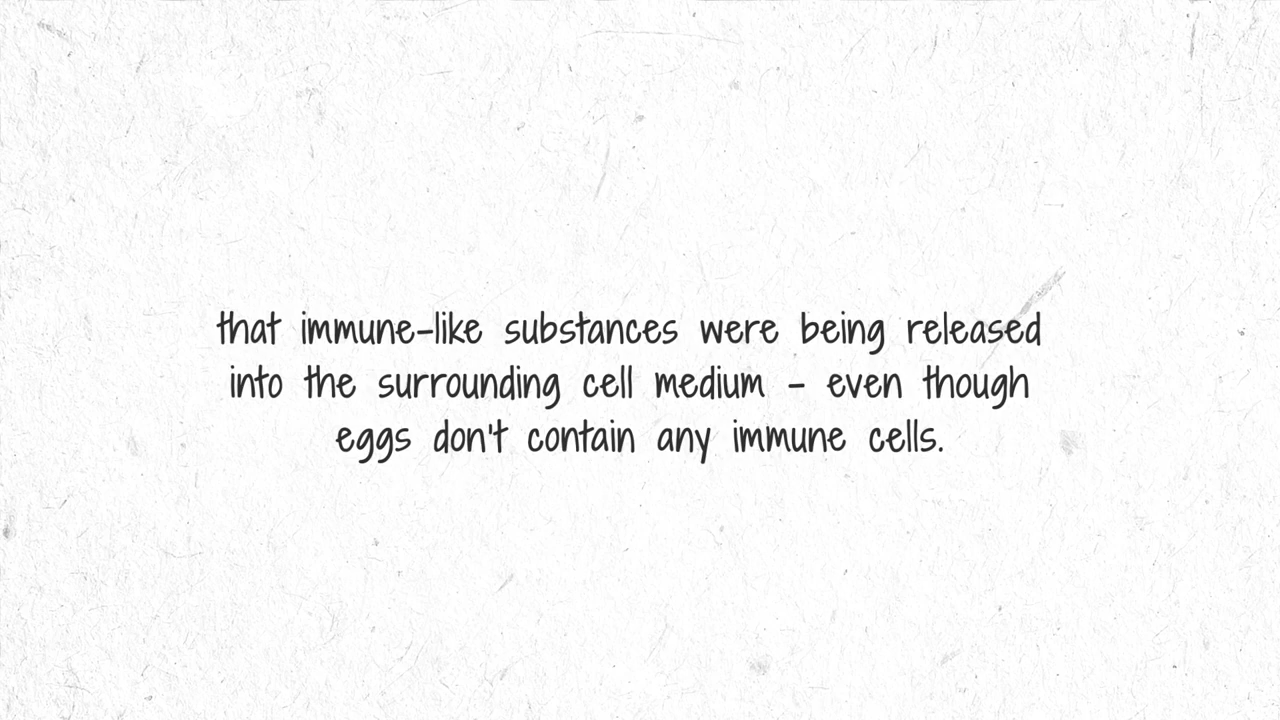 that immune-like substances were being released
into the surrounding cell medium - even though
eggs don't contain any immune cells.